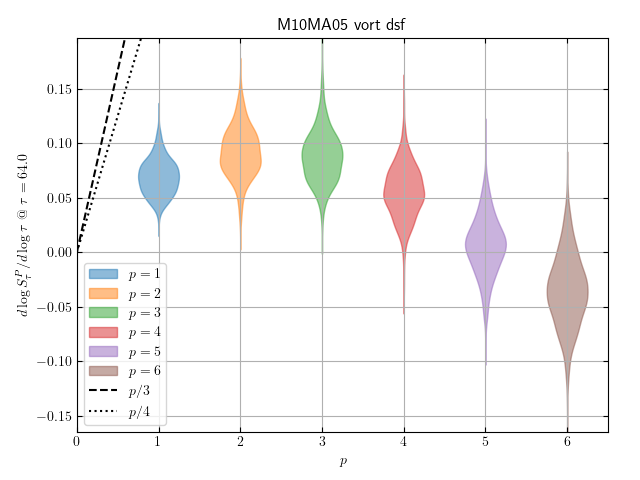 M10MA05 vort dsf
d log S_τ^P / d log τ @ τ = 64.0
0.15
0.10
0.05
0.00
−0.05
−0.10
−0.15
p = 1
p = 2
p = 3
p = 4
p = 5
p = 6
p/3
p/4
0 1 2 3 4 5 6
p